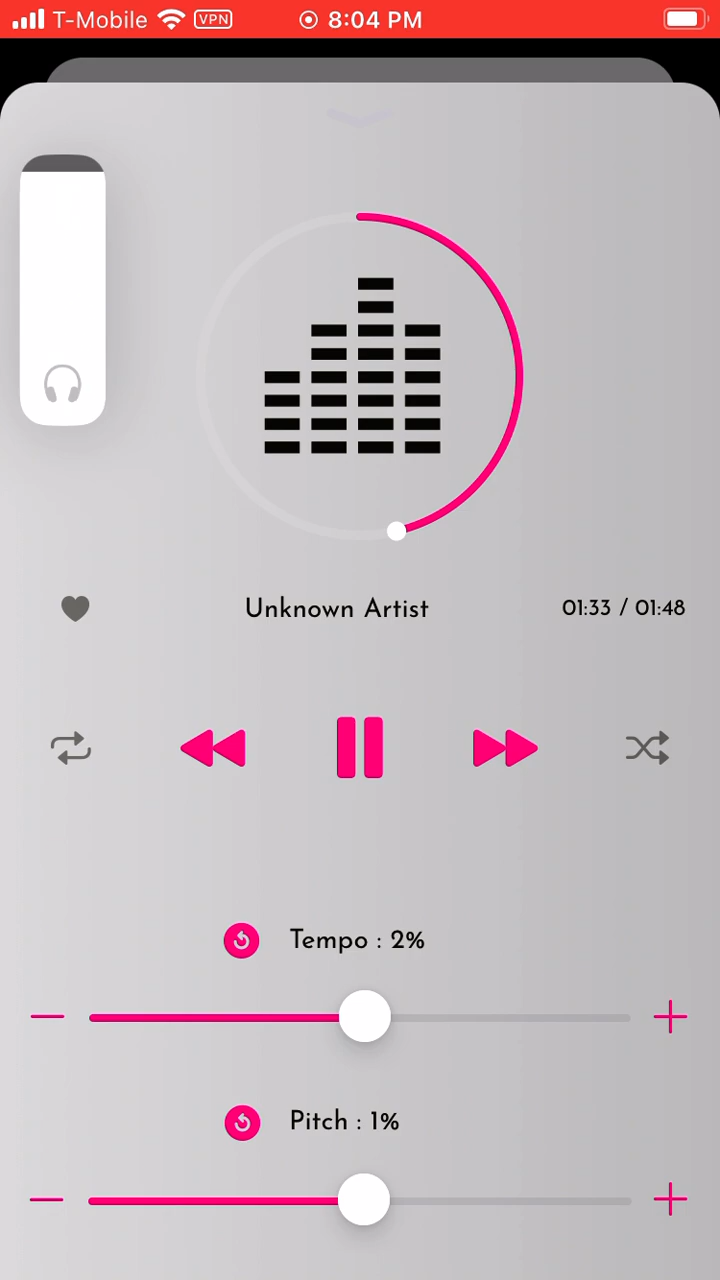 T-Mobile VPN 8:04 PM
Unknown Artist 01:33 / 01:48
Tempo : 2%
Pitch : 1%